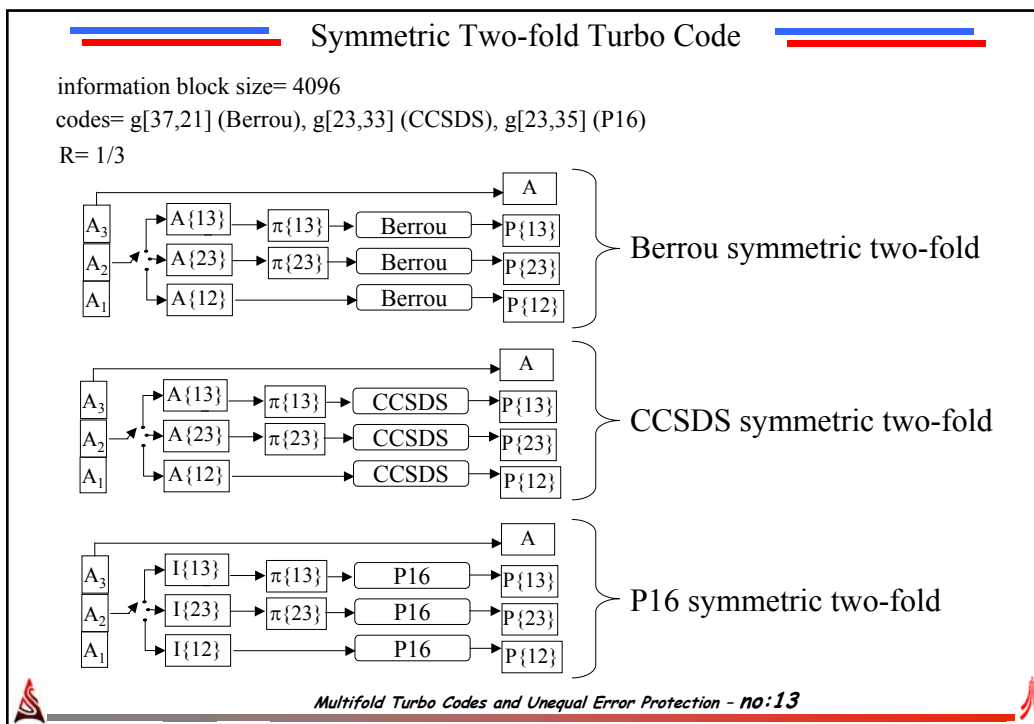 Symmetric Two-fold Turbo Code
information block size= 4096
codes= g[37,21] (Berrou), g[23,33] (CCSDS), g[23,35] (P16)
R= 1/3
A
A3 A{13} π{13} Berrou P{13}
A2 A{23} π{23} Berrou P{23}
A1 A{12} Berrou P{12}
Berrou symmetric two-fold
A
A3 A{13} π{13} CCSDS P{13}
A2 A{23} π{23} CCSDS P{23}
A1 A{12} CCSDS P{12}
CCSDS symmetric two-fold
A
A3 I{13} π{13} P16 P{13}
A2 I{23} π{23} P16 P{23}
A1 I{12} P16 P{12}
P16 symmetric two-fold
Multifold Turbo Codes and Unequal Error Protection - no:13